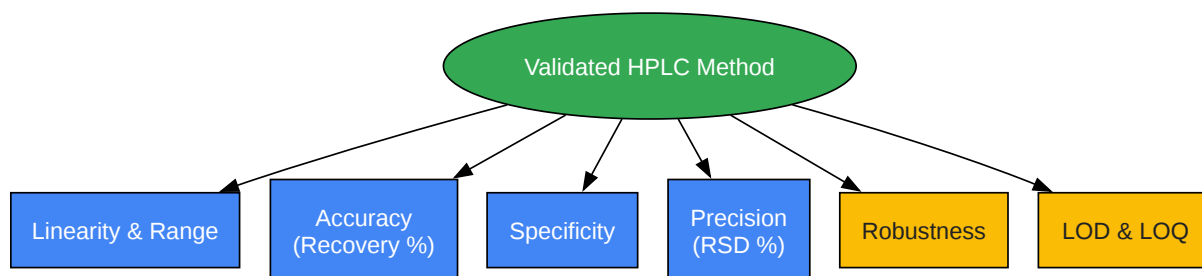 Validated HPLC Method
Linearity & Range
Accuracy
(Recovery %)
Specificity
Precision
(RSD %)
Robustness
LOD & LOQ